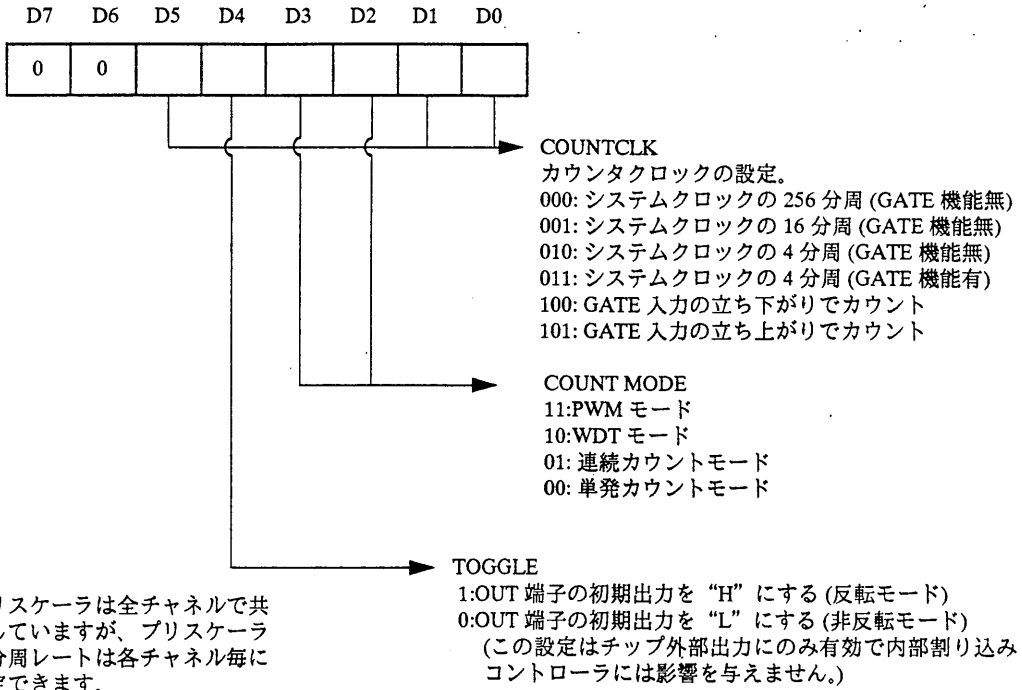 D7 D6 D5 D4 D3 D2 D1 D0
0 0
COUNTCLK
カウンタクロックの設定。
000: システムクロックの 256 分周 (GATE 機能無)
001: システムクロックの 16 分周 (GATE 機能無)
010: システムクロックの 4 分周 (GATE 機能無)
011: システムクロックの 4 分周 (GATE 機能有)
100: GATE 入力の立ち下がりでカウント
101: GATE 入力の立ち上がりでカウント
COUNT MODE
11:PWM モード
10:WDT モード
01: 連続カウントモード
00: 単発カウントモード
TOGGLE
1:OUT 端子の初期出力を “H” にする (反転モード)
0:OUT 端子の初期出力を “L” にする (非反転モード)
(この設定はチップ外部出力にのみ有効で内部割り込み
コントローラには影響を与えません。)
リスケーラは全チャネルで共
していますが、プリスケーラ
分周レートは各チャネル毎に
定できます。